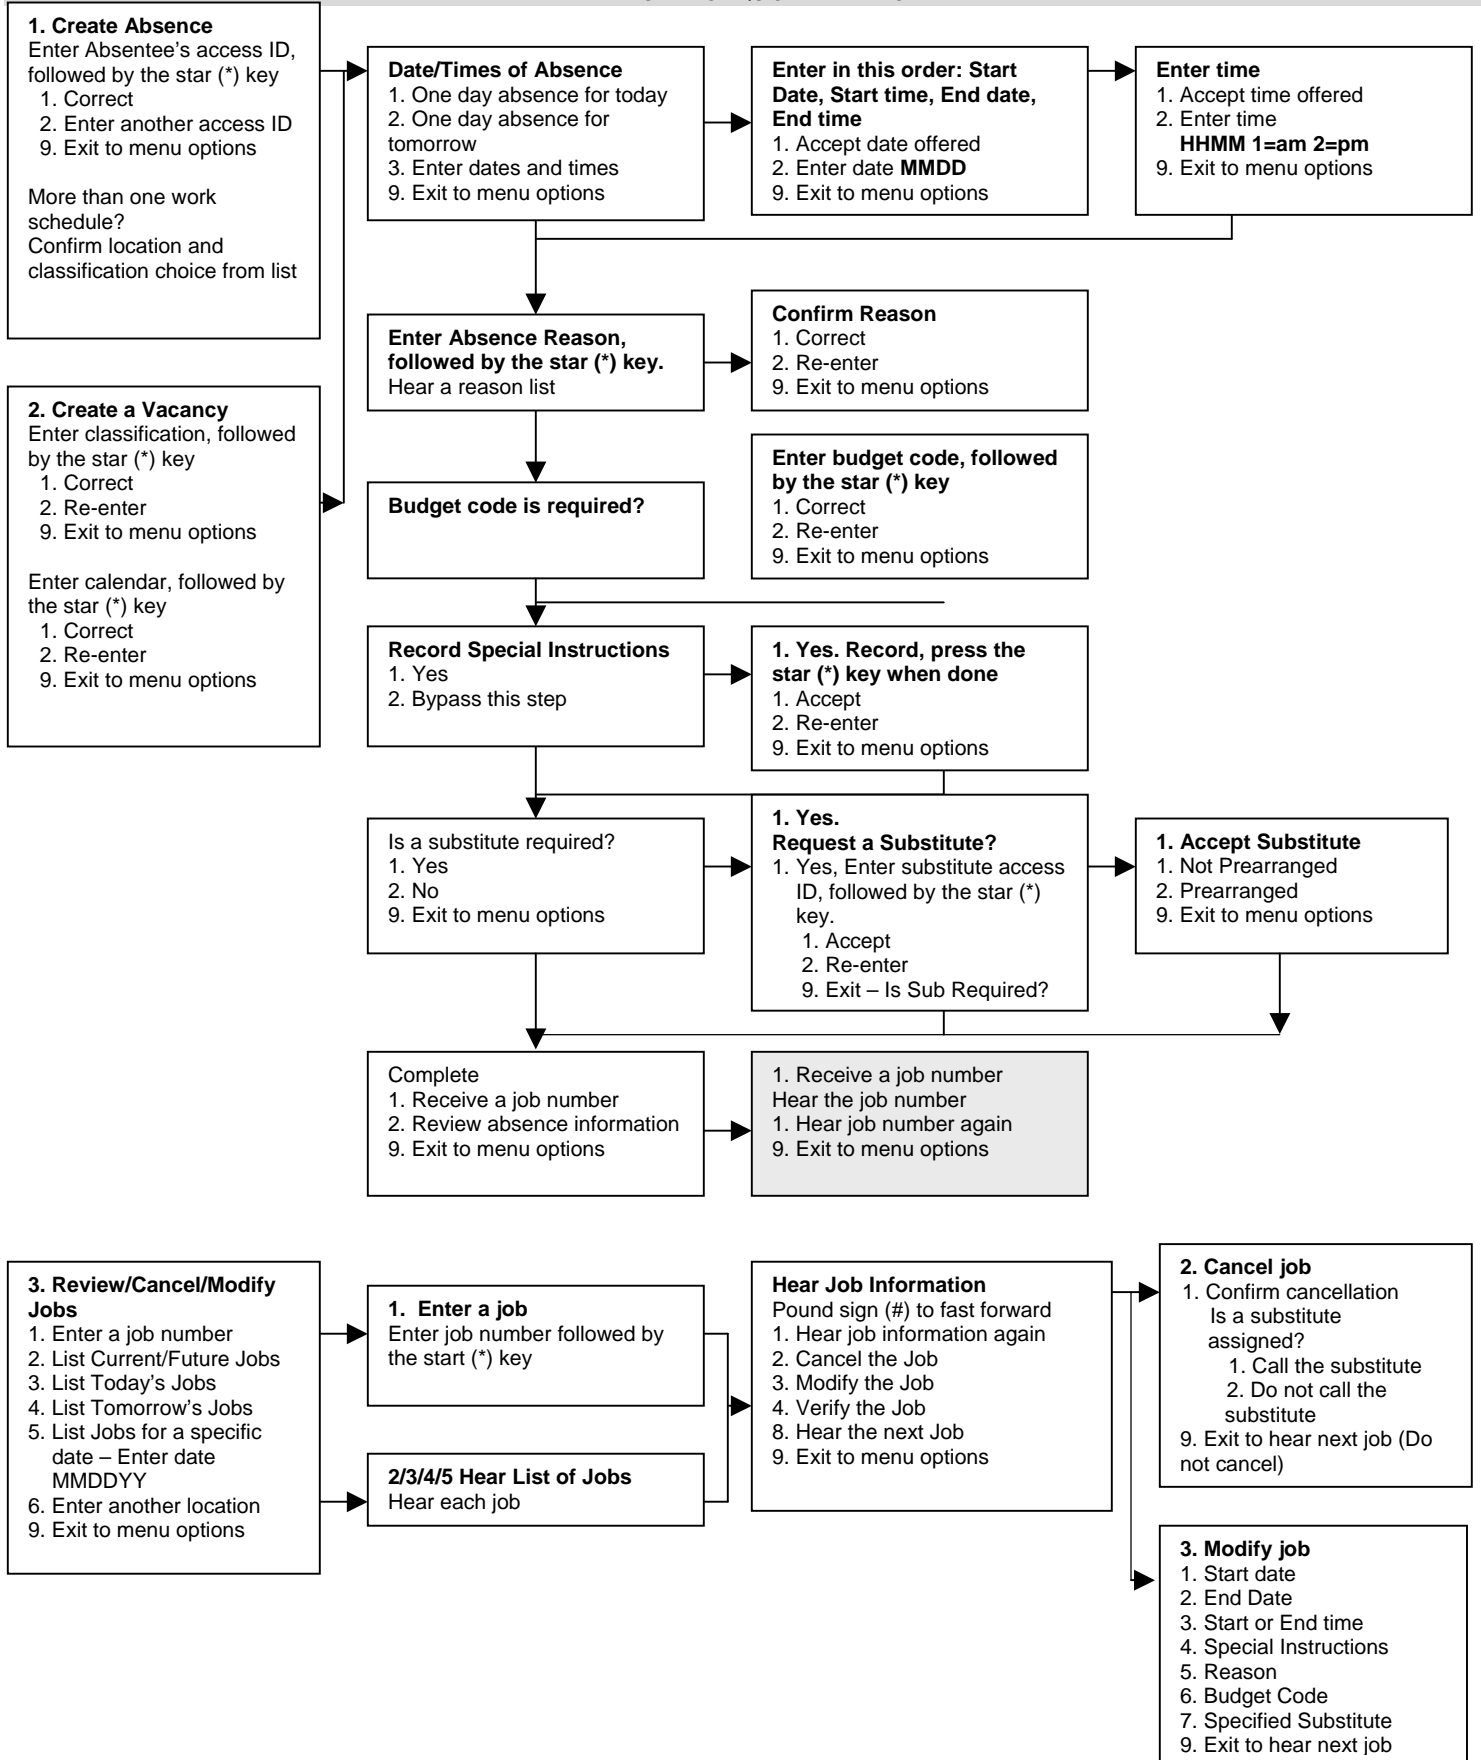 1. Create Absence
Enter Absentee's access ID,
followed by the star (*) key
1. Correct
2. Enter another access ID
9. Exit to menu options
More than one work
schedule?
Confirm location and
classification choice from list
Date/Times of Absence
1. One day absence for today
2. One day absence for
tomorrow
3. Enter dates and times
9. Exit to menu options
Enter in this order: Start
Date, Start time, End date,
End time
1. Accept date offered
2. Enter date MMDD
9. Exit to menu options
Enter time
1. Accept time offered
2. Enter time
HHMM 1=am 2=pm
9. Exit to menu options
Enter Absence Reason,
followed by the star (*) key.
Hear a reason list
Confirm Reason
1. Correct
2. Re-enter
9. Exit to menu options
2. Create a Vacancy
Enter classification, followed
by the star (*) key
1. Correct
2. Re-enter
9. Exit to menu options
Enter calendar, followed by
the star (*) key
1. Correct
2. Re-enter
9. Exit to menu options
Budget code is required?
Enter budget code, followed
by the star (*) key
1. Correct
2. Re-enter
9. Exit to menu options
Record Special Instructions
1. Yes
2. Bypass this step
1. Yes. Record, press the
star (*) key when done
1. Accept
2. Re-enter
9. Exit to menu options
Is a substitute required?
1. Yes
2. No
9. Exit to menu options
1. Yes.
Request a Substitute?
1. Yes, Enter substitute access
ID, followed by the star (*)
key.
1. Accept
2. Re-enter
9. Exit – Is Sub Required?
1. Accept Substitute
1. Not Prearranged
2. Prearranged
9. Exit to menu options
Complete
1. Receive a job number
2. Review absence information
9. Exit to menu options
1. Receive a job number
Hear the job number
1. Hear job number again
9. Exit to menu options
3. Review/Cancel/Modify
Jobs
1. Enter a job number
2. List Current/Future Jobs
3. List Today's Jobs
4. List Tomorrow's Jobs
5. List Jobs for a specific
date – Enter date
MMDDYY
6. Enter another location
9. Exit to menu options
1. Enter a job
Enter job number followed by
the start (*) key
2/3/4/5 Hear List of Jobs
Hear each job
Hear Job Information
Pound sign (#) to fast forward
1. Hear job information again
2. Cancel the Job
3. Modify the Job
4. Verify the Job
8. Hear the next Job
9. Exit to menu options
2. Cancel job
1. Confirm cancellation
Is a substitute
assigned?
1. Call the substitute
2. Do not call the
substitute
9. Exit to hear next job (Do
not cancel)
3. Modify job
1. Start date
2. End Date
3. Start or End time
4. Special Instructions
5. Reason
6. Budget Code
7. Specified Substitute
9. Exit to hear next job